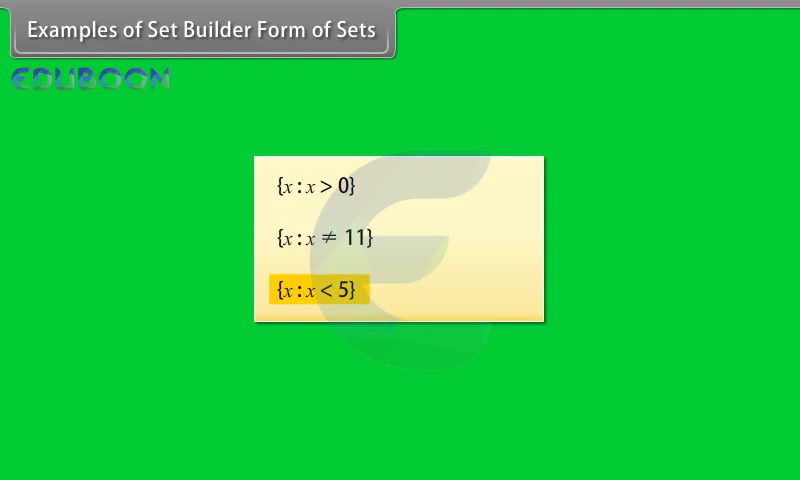 Examples of Set Builder Form of Sets
EDUBOON
{x : x > 0}
{x : x ≠ 11}
{x : x < 5}